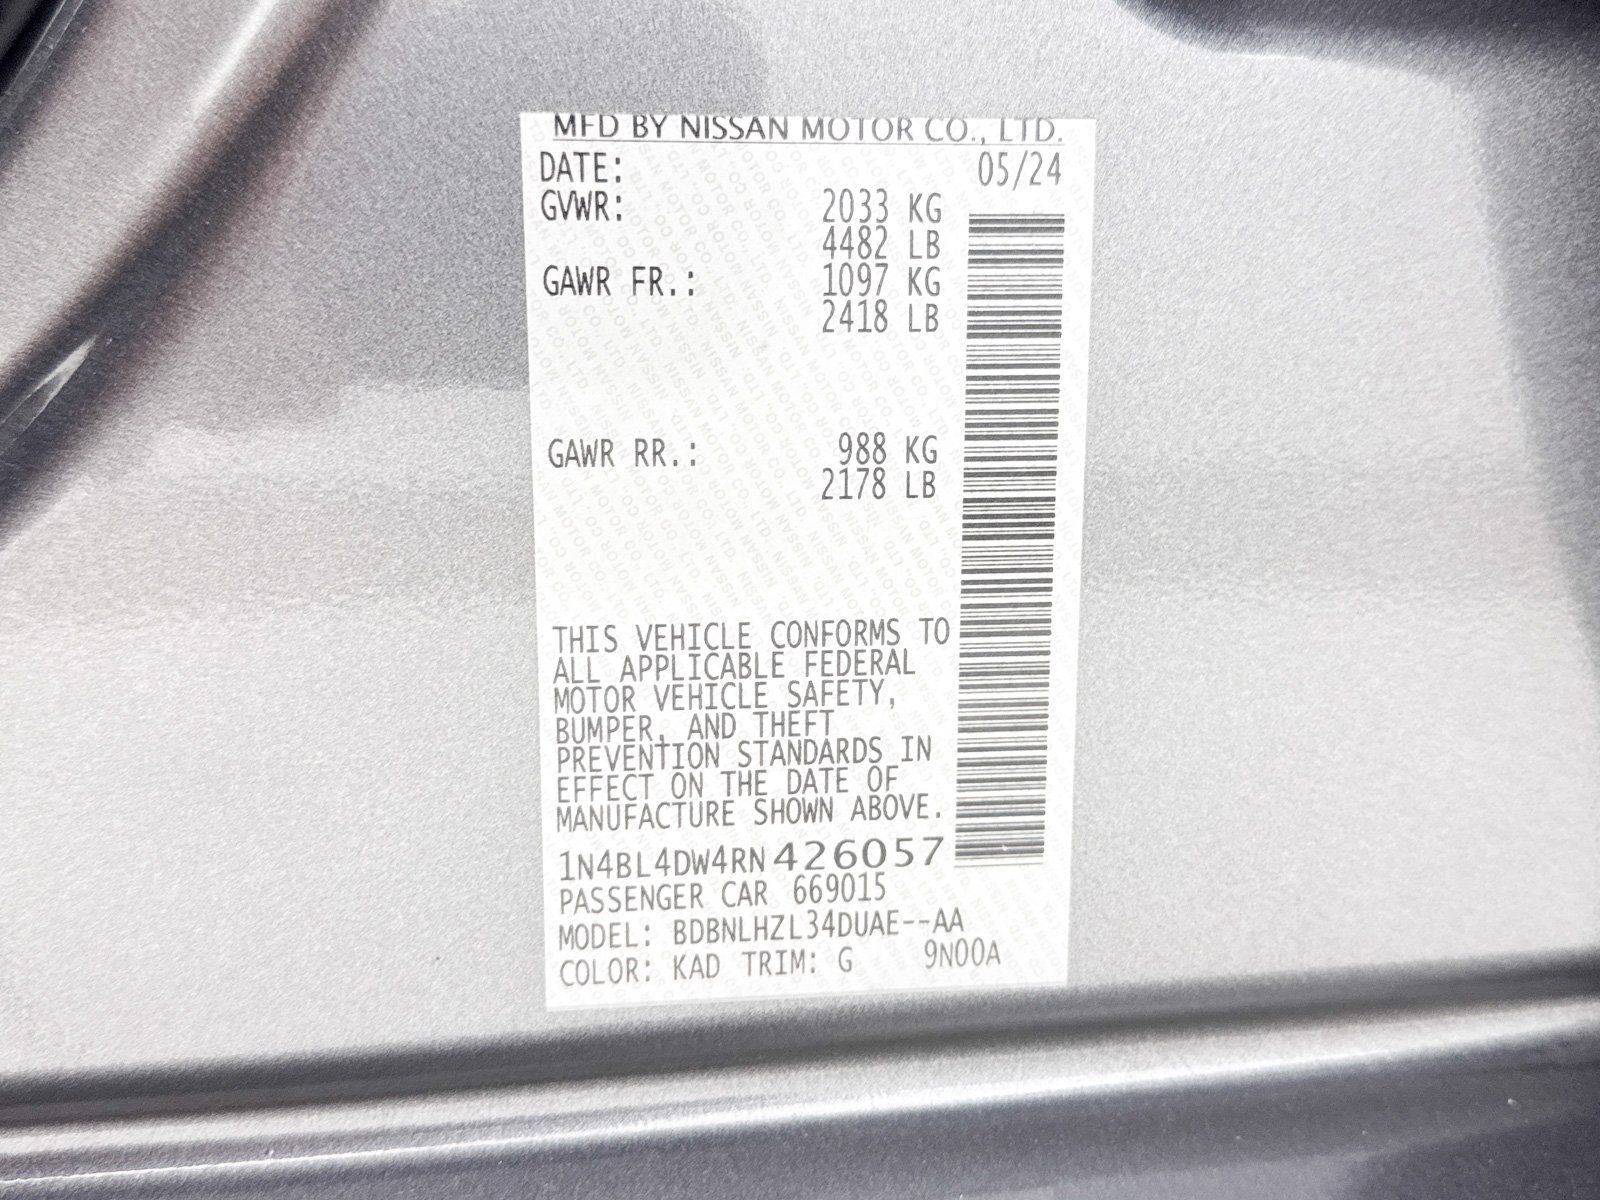 MFD BY NISSAN MOTOR CO., LTD.
DATE: 05/24
GVWR: 2033 KG
4482 LB
GAWR FR.: 1097 KG
2418 LB
GAWR RR.: 988 KG
2178 LB
THIS VEHICLE CONFORMS TO
ALL APPLICABLE FEDERAL
MOTOR VEHICLE SAFETY,
BUMPER, AND THEFT
PREVENTION STANDARDS IN
EFFECT ON THE DATE OF
MANUFACTURE SHOWN ABOVE.
1N4BL4DW4RN426057
PASSENGER CAR 669015
MODEL: BDBNLHZL34DUAE--AA
COLOR: KAD TRIM: G 9N00A